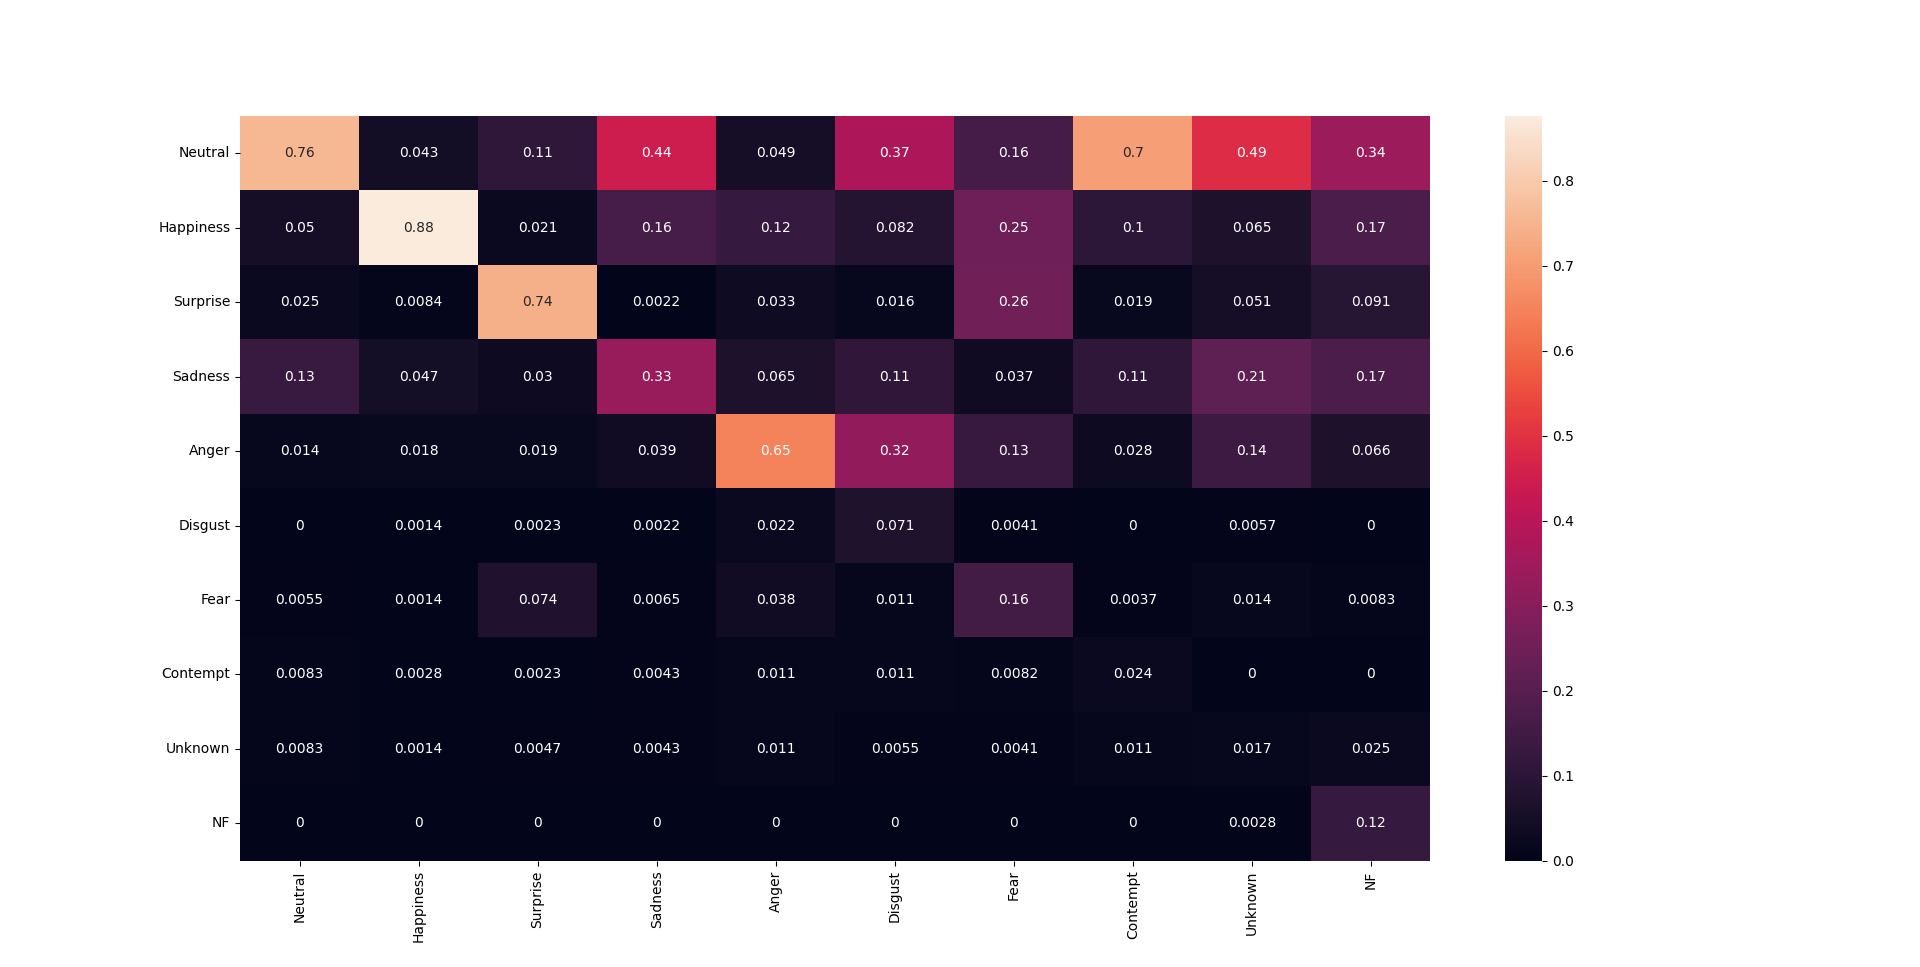 Neutral 0.76 0.043 0.11 0.44 0.049 0.37 0.16 0.7 0.49 0.34
Happiness 0.05 0.88 0.021 0.16 0.12 0.082 0.25 0.1 0.065 0.17
Surprise 0.025 0.0084 0.74 0.0022 0.033 0.016 0.26 0.019 0.051 0.091
Sadness 0.13 0.047 0.03 0.33 0.065 0.11 0.037 0.11 0.21 0.17
Anger 0.014 0.018 0.019 0.039 0.65 0.32 0.13 0.028 0.14 0.066
Disgust 0 0.0014 0.0023 0.0022 0.022 0.071 0.0041 0 0.0057 0
Fear 0.0055 0.0014 0.074 0.0065 0.038 0.011 0.16 0.0037 0.014 0.0083
Contempt 0.0083 0.0028 0.0023 0.0043 0.011 0.011 0.0082 0.024 0 0
Unknown 0.0083 0.0014 0.0047 0.0043 0.011 0.0055 0.0041 0.011 0.017 0.025
NF 0 0 0 0 0 0 0 0 0.0028 0.12
Neutral Happiness Surprise Sadness Anger Disgust Fear Contempt Unknown NF
0.8
0.7
0.6
0.5
0.4
0.3
0.2
0.1
0.0